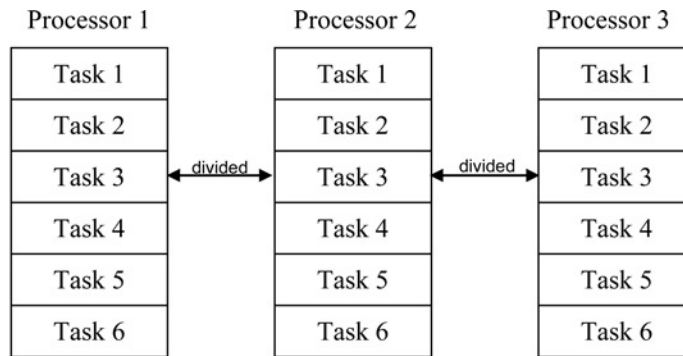 Processor 1
Processor 2
Processor 3
Task 1
Task 1
Task 1
Task 2
Task 2
Task 2
divided
divided
Task 3
Task 3
Task 3
Task 4
Task 4
Task 4
Task 5
Task 5
Task 5
Task 6
Task 6
Task 6